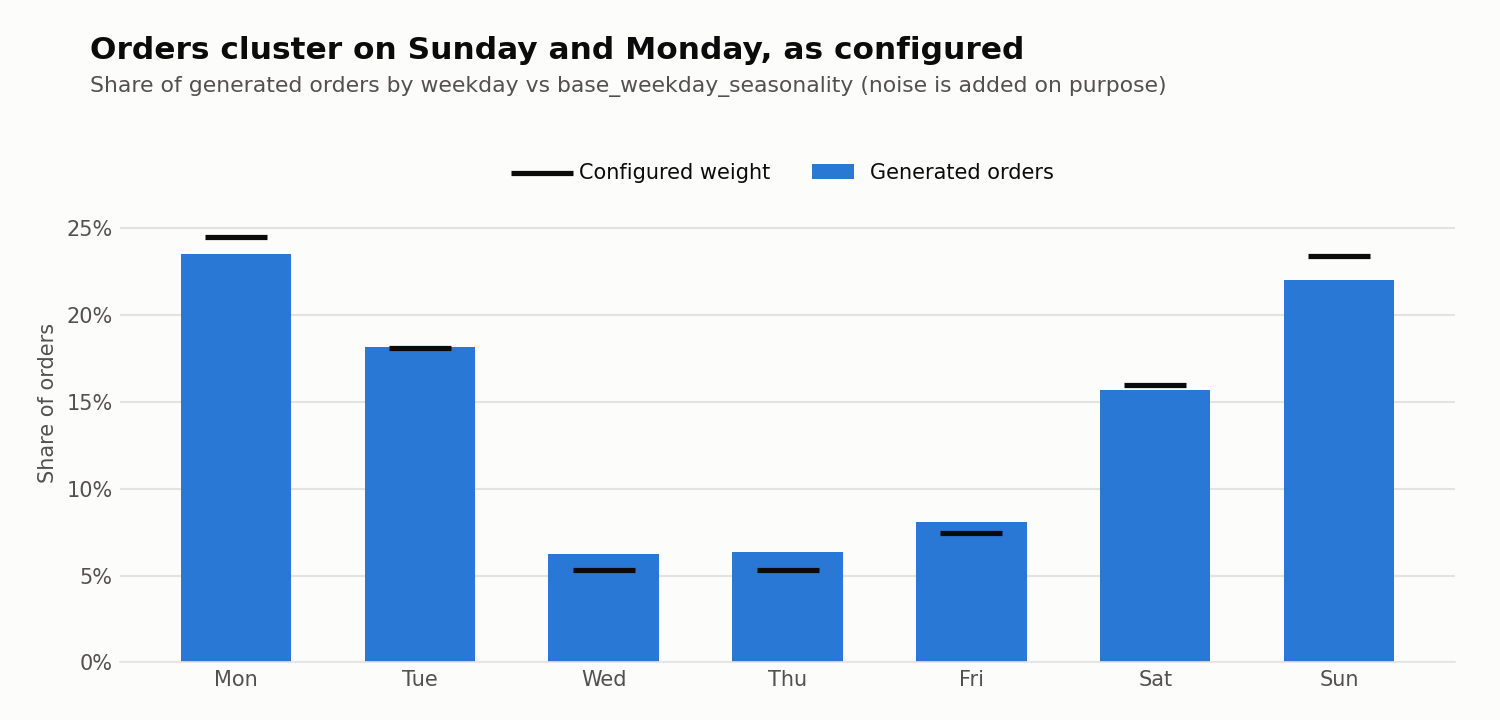 Orders cluster on Sunday and Monday, as configured
Share of generated orders by weekday vs base_weekday_seasonality (noise is added on purpose)
Configured weight
Generated orders
Share of orders
25%
20%
15%
10%
5%
0%
Mon
Tue
Wed
Thu
Fri
Sat
Sun